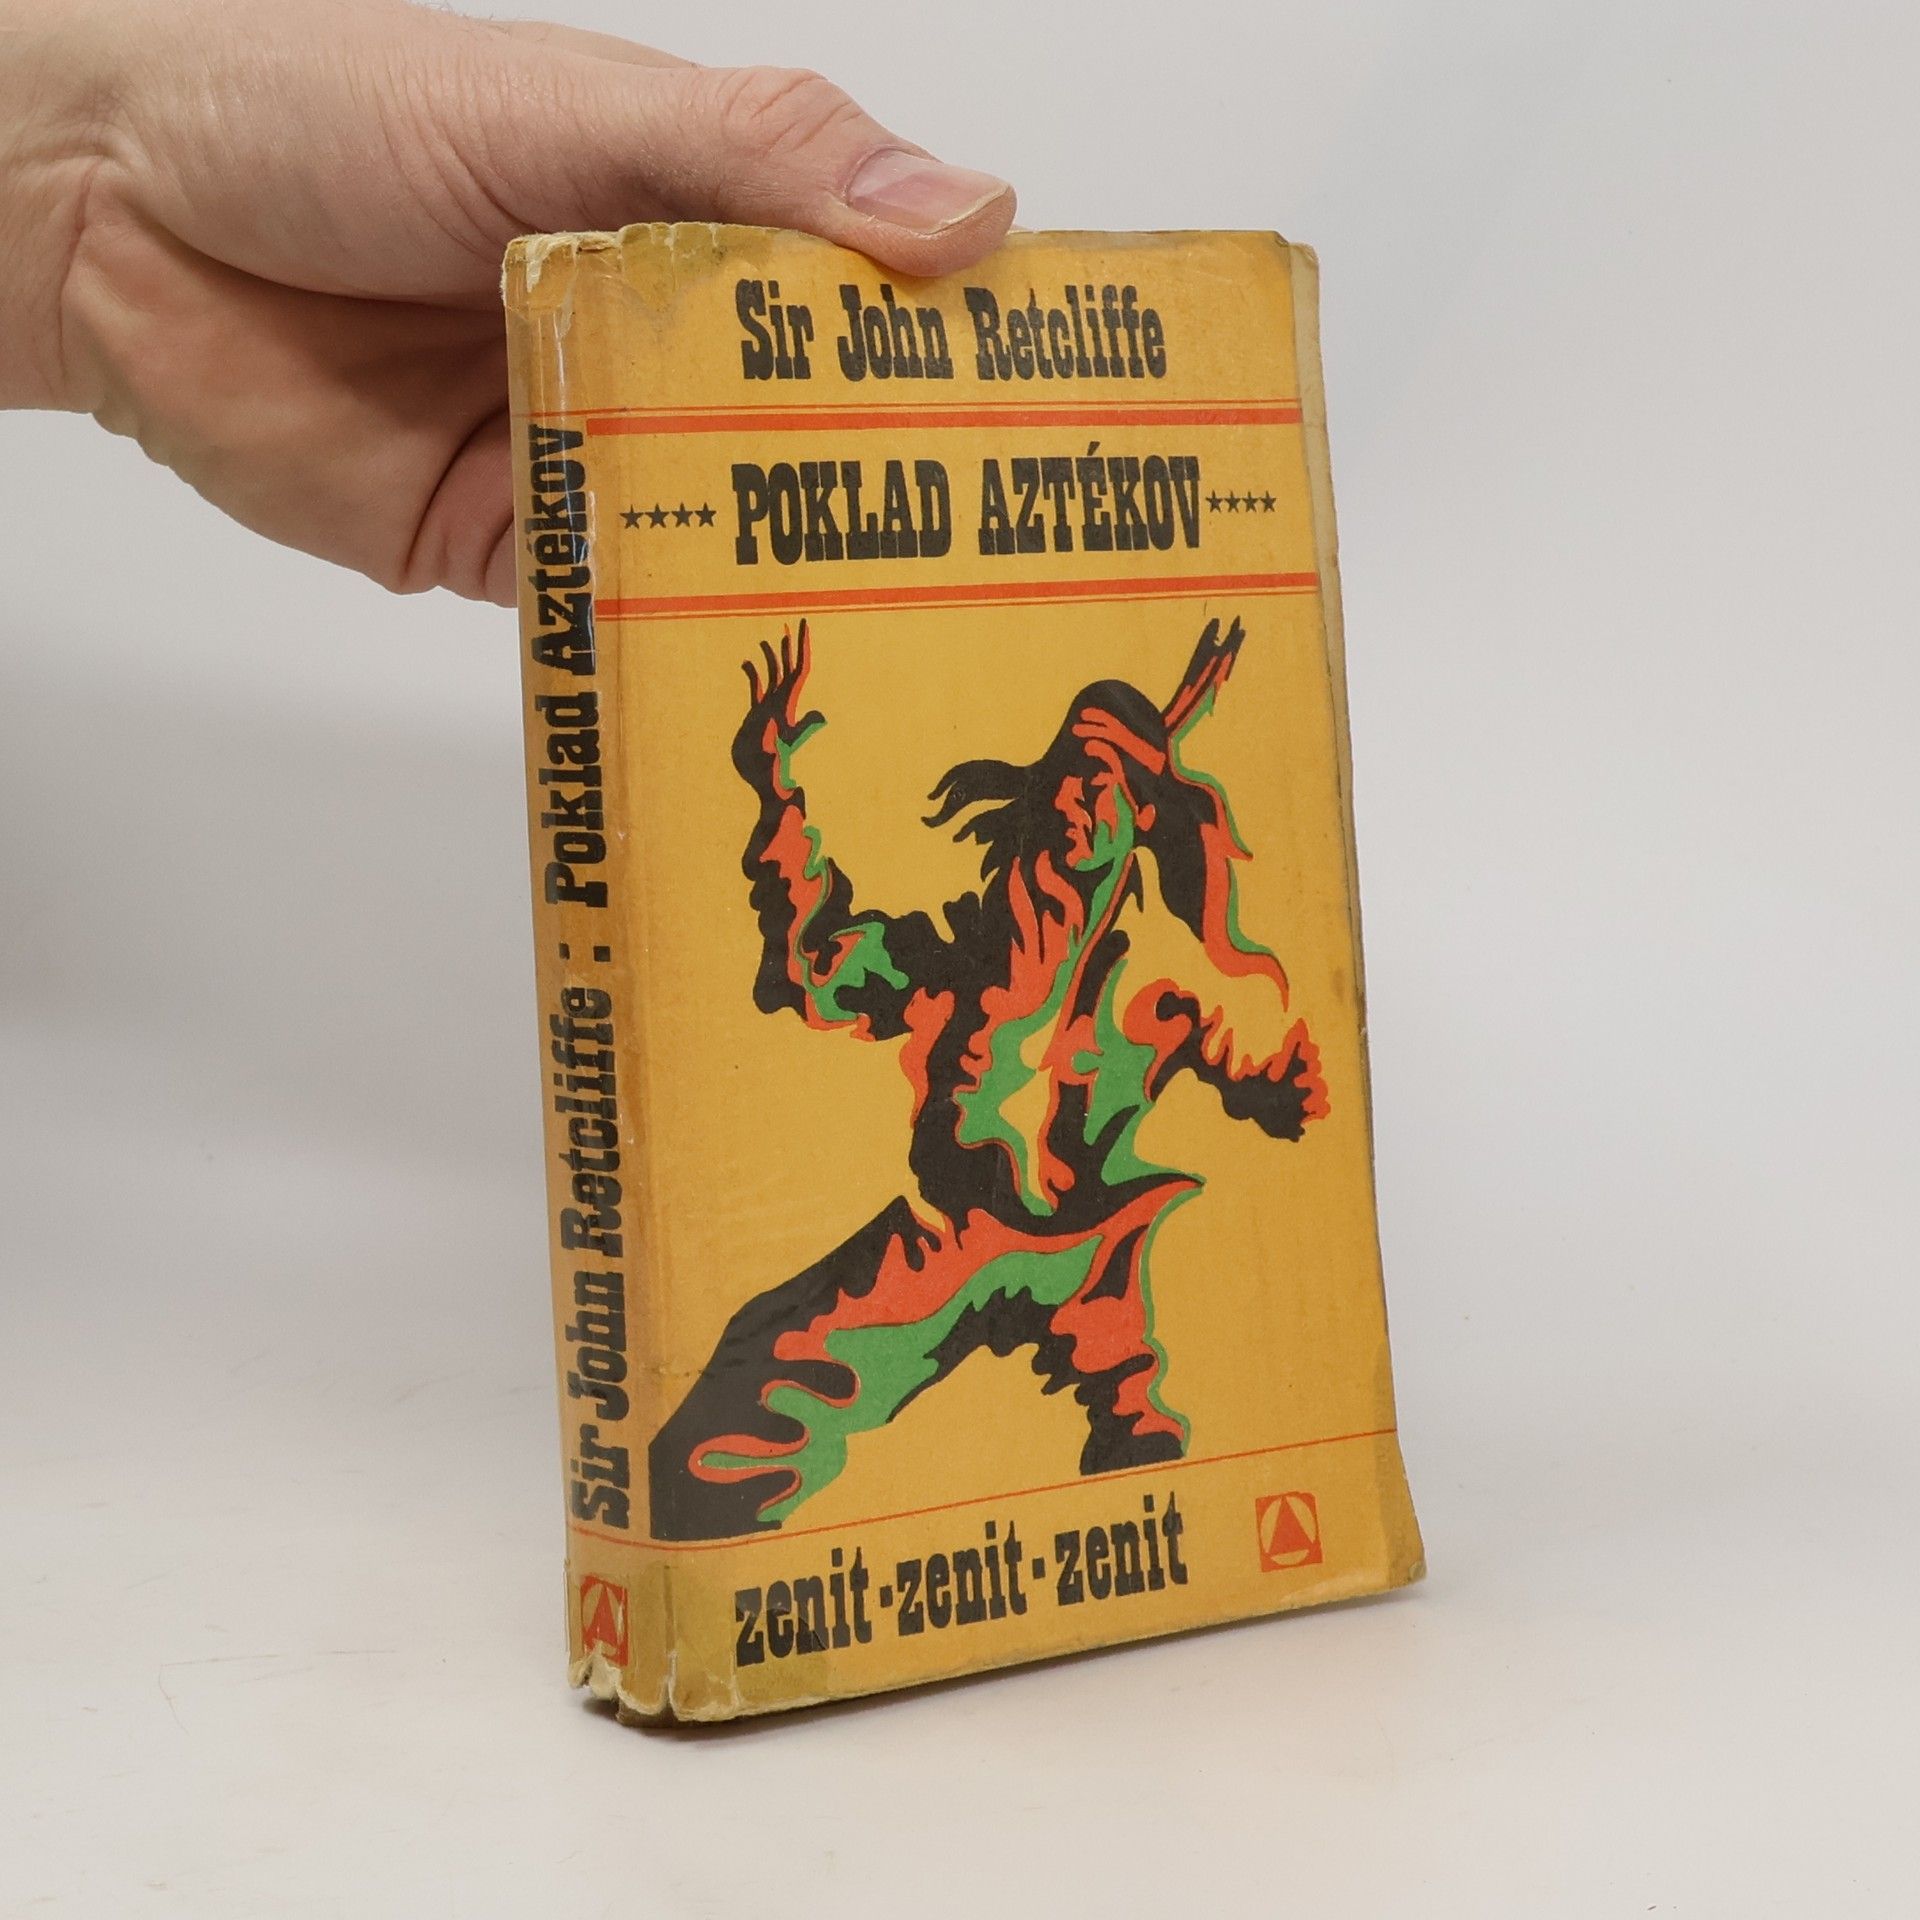 Sir John Retcliffe
POKLAD AZTÉKOV
zenit·zenit·zenit
Sir John Retcliffe : Poklad Aztékov